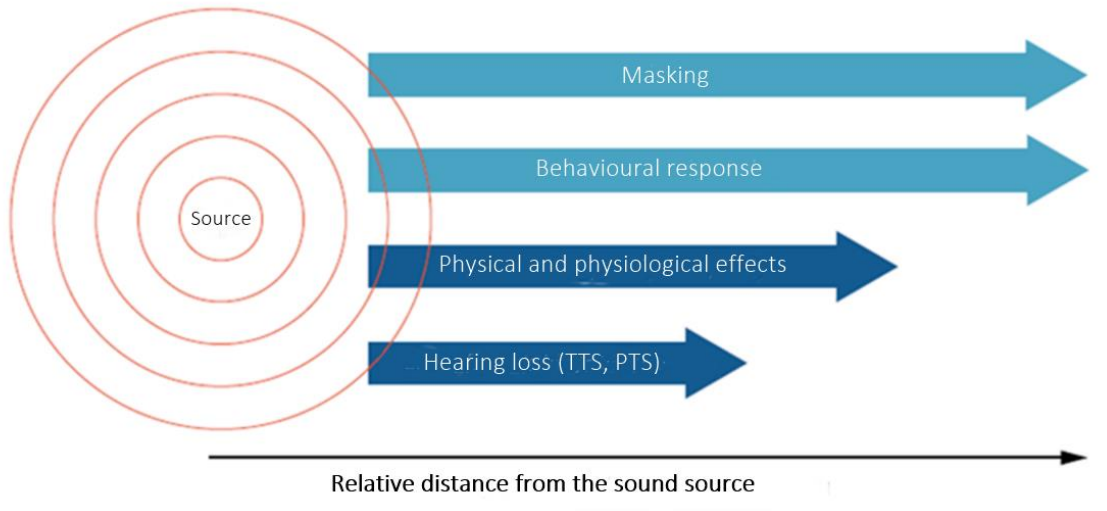 Masking
Behavioural response
Source
Physical and physiological effects
Hearing loss (TTS, PTS)
Relative distance from the sound source